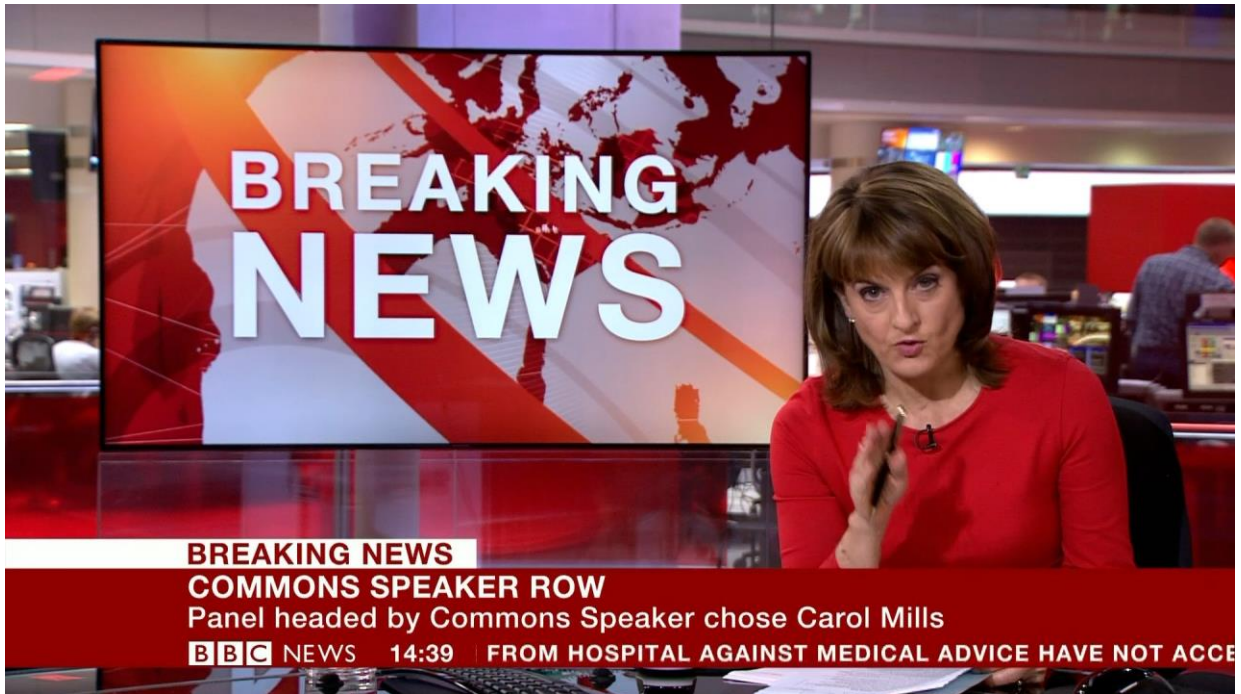 BREAKING
NEWS
BREAKING NEWS
COMMONS SPEAKER ROW
Panel headed by Commons Speaker chose Carol Mills
BBC NEWS 14:39 FROM HOSPITAL AGAINST MEDICAL ADVICE HAVE NOT ACCE